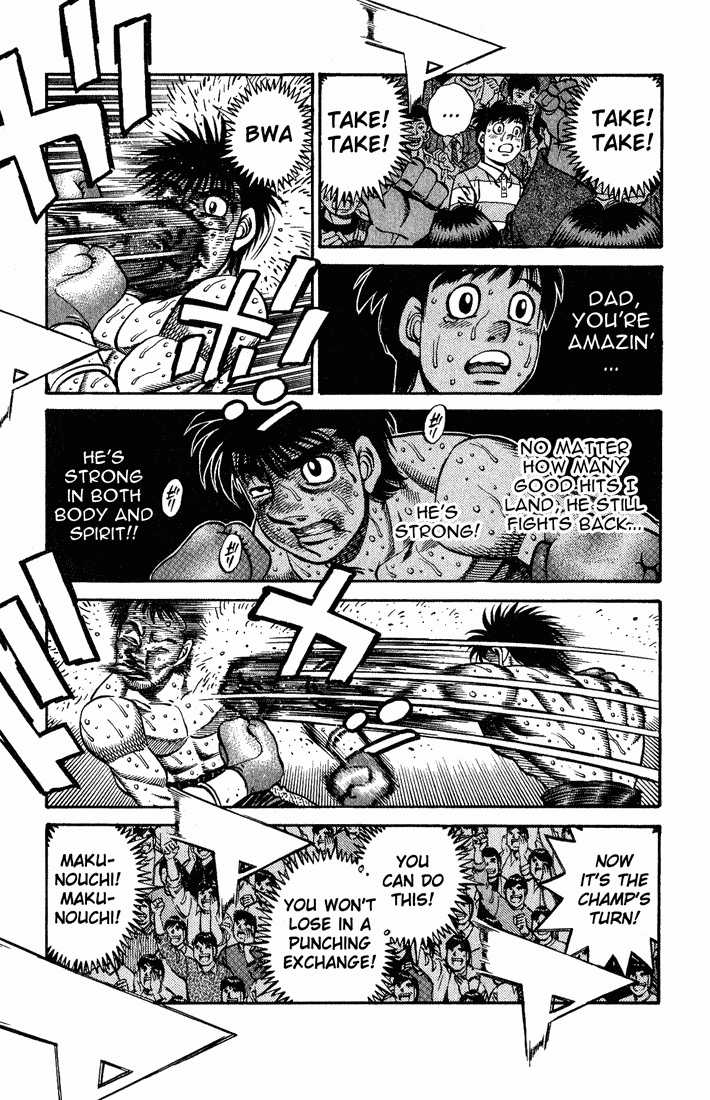 TAKE!
TAKE!
...
TAKE!
TAKE!
BWA
DAD,
YOU'RE
AMAZIN'
...
NO MATTER
HOW MANY
GOOD HITS I
LAND, HE STILL
FIGHTS BACK...
HE'S
STRONG!
HE'S
STRONG
IN BOTH
BODY AND
SPIRIT!!
NOW
IT'S THE
CHAMP'S
TURN!
YOU
CAN DO
THIS!
YOU WON'T
LOSE IN A
PUNCHING
EXCHANGE!
MAKU-
NOUCHI!
MAKU-
NOUCHI!